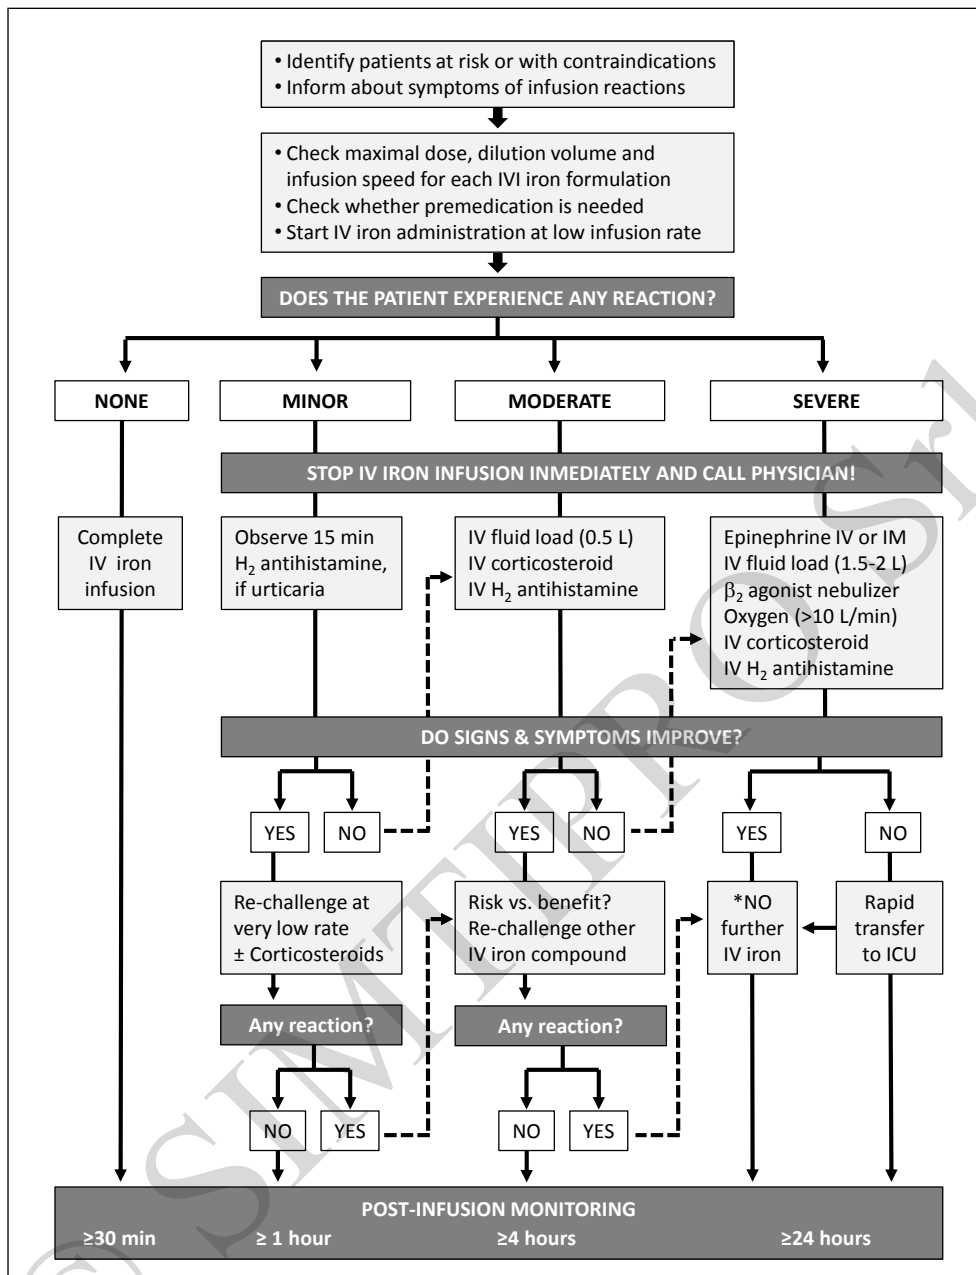 • Identify patients at risk or with contraindications
• Inform about symptoms of infusion reactions
• Check maximal dose, dilution volume and
infusion speed for each IVI iron formulation
• Check whether premedication is needed
• Start IV iron administration at low infusion rate
DOES THE PATIENT EXPERIENCE ANY REACTION?
NONE
MINOR
MODERATE
SEVERE
STOP IV IRON INFUSION INMEDIATELY AND CALL PHYSICIAN!
Complete
IV iron
infusion
Observe 15 min
H2 antihistamine,
if urticaria
IV fluid load (0.5 L)
IV corticosteroid
IV H2 antihistamine
Epinephrine IV or IM
IV fluid load (1.5-2 L)
β2 agonist nebulizer
Oxygen (>10 L/min)
IV corticosteroid
IV H2 antihistamine
DO SIGNS & SYMPTOMS IMPROVE?
YES
NO
YES
NO
YES
NO
Re-challenge at
very low rate
± Corticosteroids
Risk vs. benefit?
Re-challenge other
IV iron compound
*NO
further
IV iron
Rapid
transfer
to ICU
Any reaction?
Any reaction?
NO
YES
NO
YES
POST-INFUSION MONITORING
≥30 min
≥ 1 hour
≥4 hours
≥24 hours
© SIMTIPRO Srl